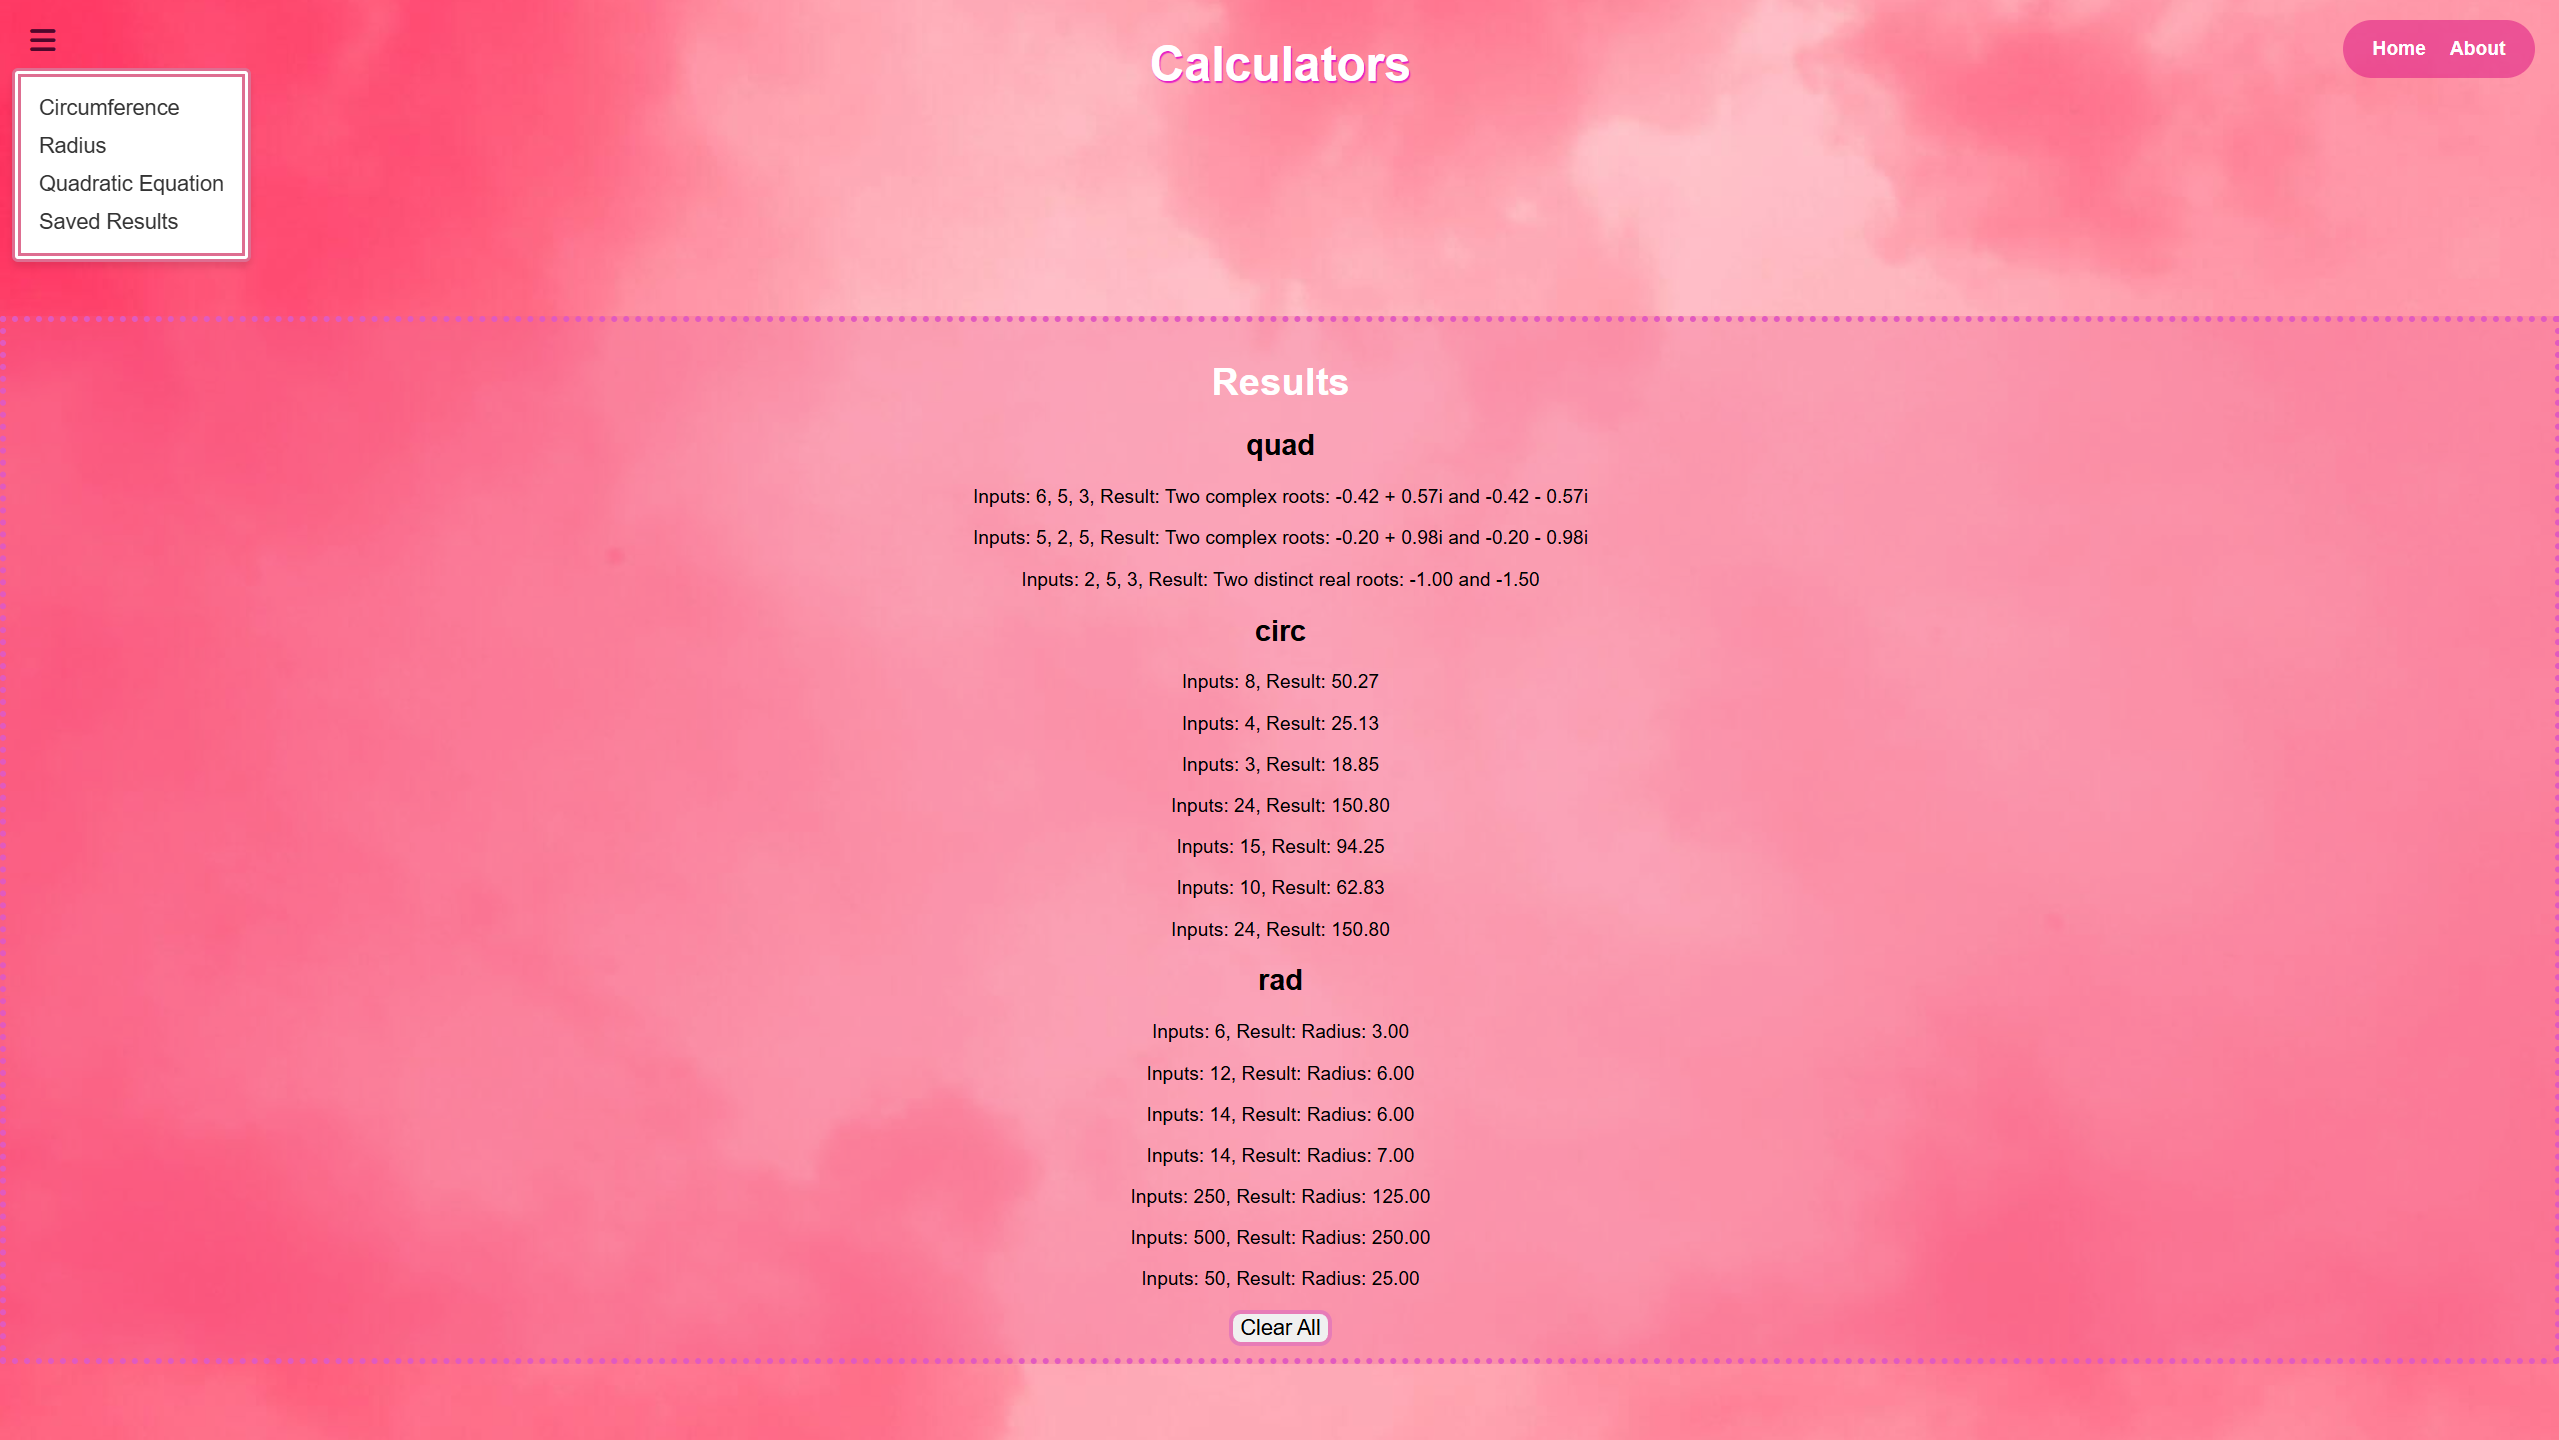 Calculators
Home About
Circumference
Radius
Quadratic Equation
Saved Results
Results
quad
Inputs: 6, 5, 3, Result: Two complex roots: -0.42 + 0.57i and -0.42 - 0.57i
Inputs: 5, 2, 5, Result: Two complex roots: -0.20 + 0.98i and -0.20 - 0.98i
Inputs: 2, 5, 3, Result: Two distinct real roots: -1.00 and -1.50
circ
Inputs: 8, Result: 50.27
Inputs: 4, Result: 25.13
Inputs: 3, Result: 18.85
Inputs: 24, Result: 150.80
Inputs: 15, Result: 94.25
Inputs: 10, Result: 62.83
Inputs: 24, Result: 150.80
rad
Inputs: 6, Result: Radius: 3.00
Inputs: 12, Result: Radius: 6.00
Inputs: 14, Result: Radius: 6.00
Inputs: 14, Result: Radius: 7.00
Inputs: 250, Result: Radius: 125.00
Inputs: 500, Result: Radius: 250.00
Inputs: 50, Result: Radius: 25.00
Clear All